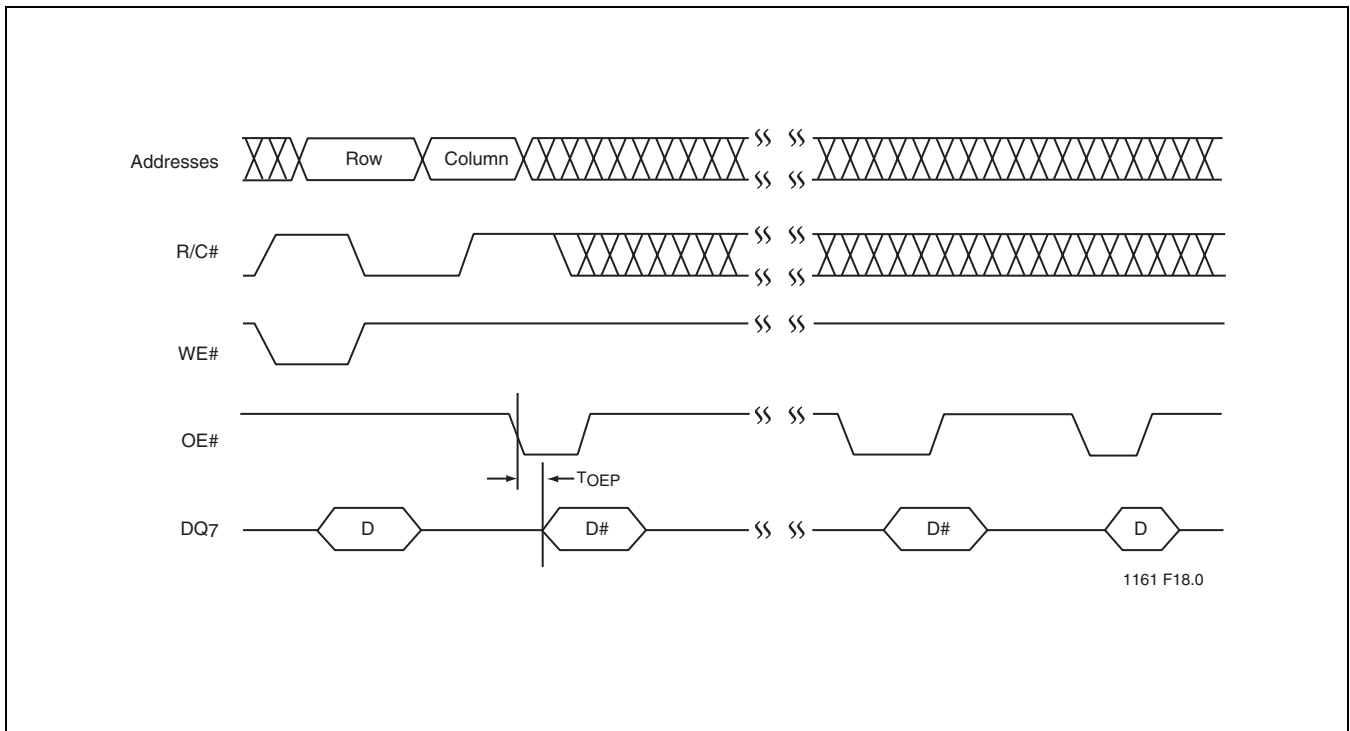 Addresses Row Column
R/C#
WE#
OE#
TOEP
DQ7 D D# D# D
1161 F18.0